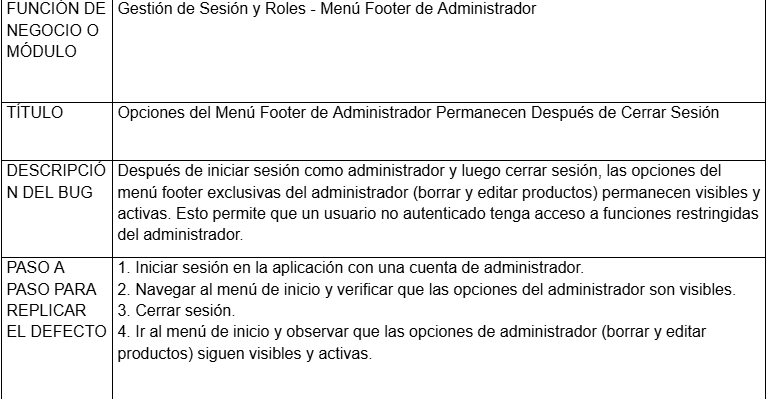 FUNCIÓN DE
NEGOCIO O
MÓDULO
Gestión de Sesión y Roles - Menú Footer de Administrador
TÍTULO
Opciones del Menú Footer de Administrador Permanecen Después de Cerrar Sesión
DESCRIPCIÓ
N DEL BUG
Después de iniciar sesión como administrador y luego cerrar sesión, las opciones del
menú footer exclusivas del administrador (borrar y editar productos) permanecen visibles y
activas. Esto permite que un usuario no autenticado tenga acceso a funciones restringidas
del administrador.
PASO A
PASO PARA
REPLICAR
EL DEFECTO
1. Iniciar sesión en la aplicación con una cuenta de administrador.
2. Navegar al menú de inicio y verificar que las opciones del administrador son visibles.
3. Cerrar sesión.
4. Ir al menú de inicio y observar que las opciones de administrador (borrar y editar
productos) siguen visibles y activas.